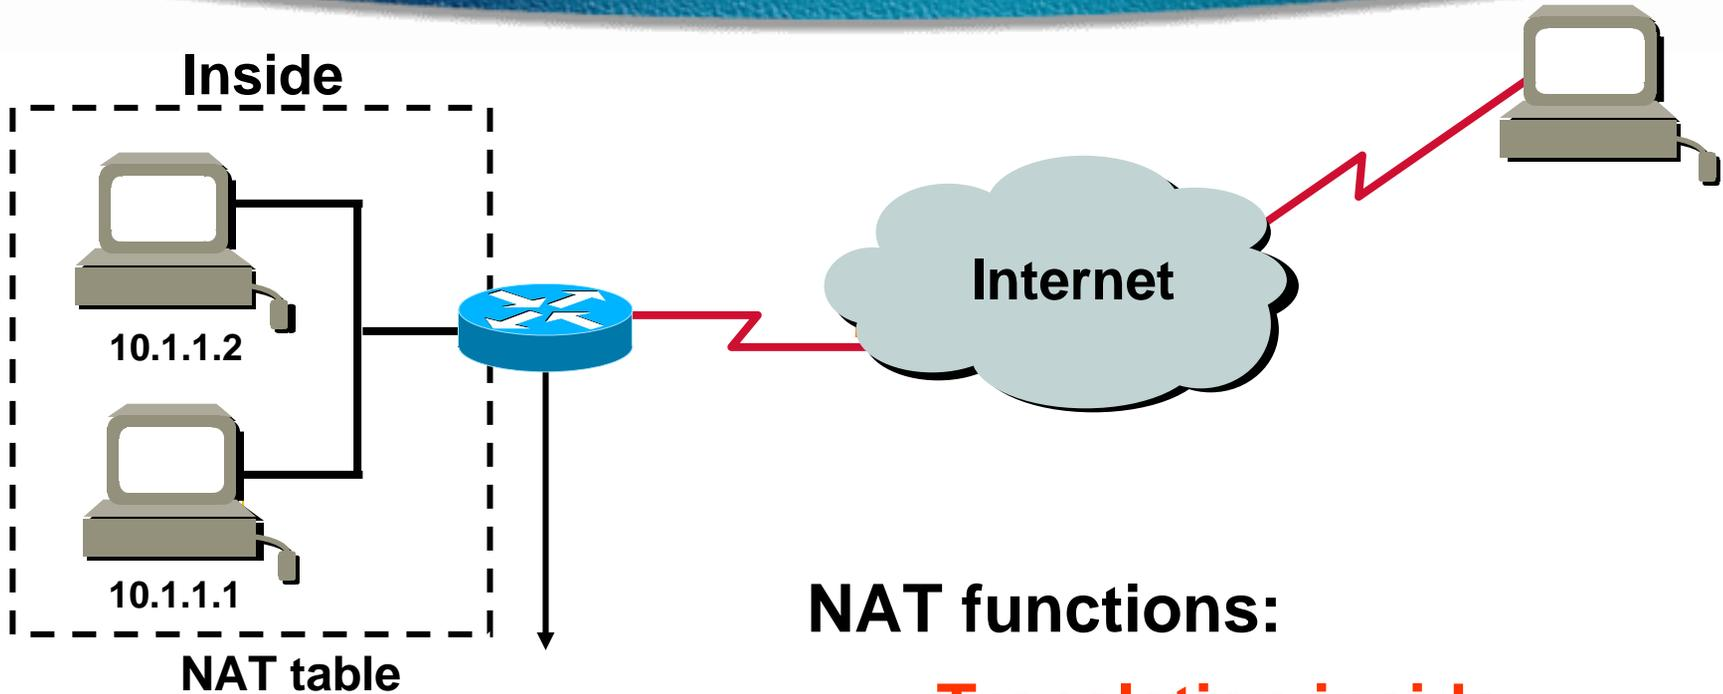 Inside
Internet
10.1.1.2
10.1.1.1
NAT functions:
NAT table